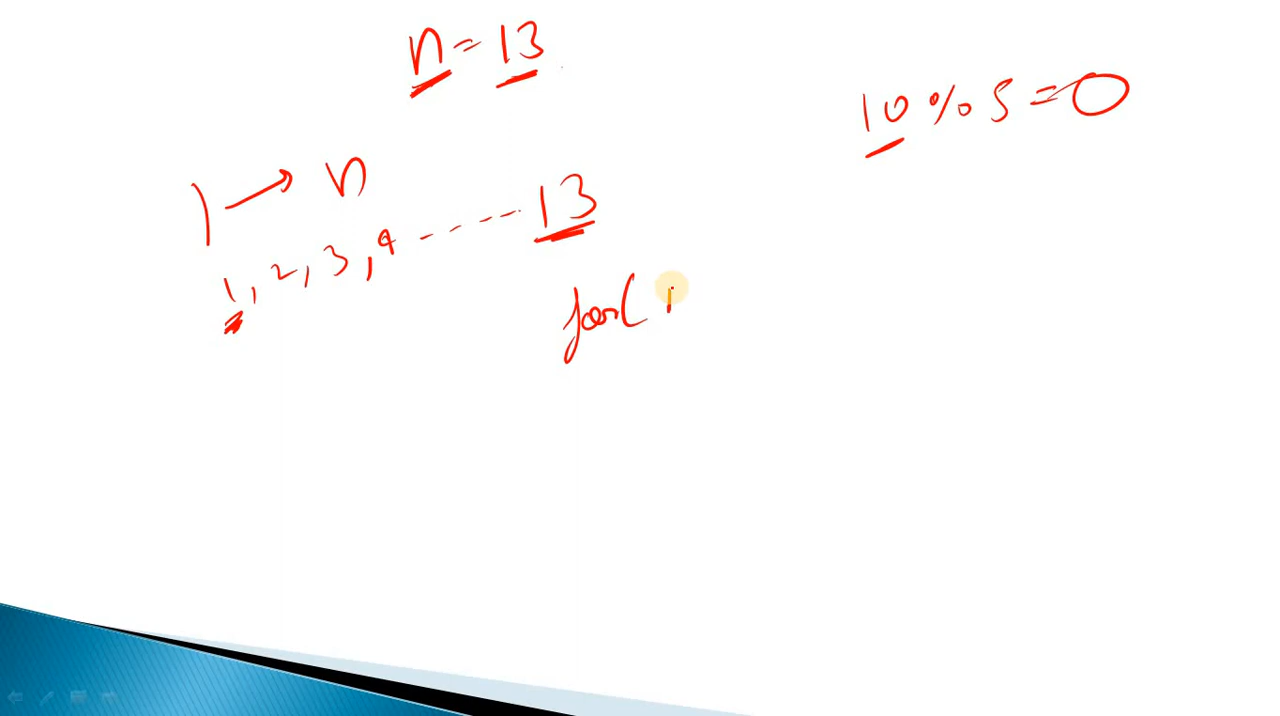 n = 13
10 % 5 = 0
1 → n
1, 2, 3, 4 ------ 13
for( i